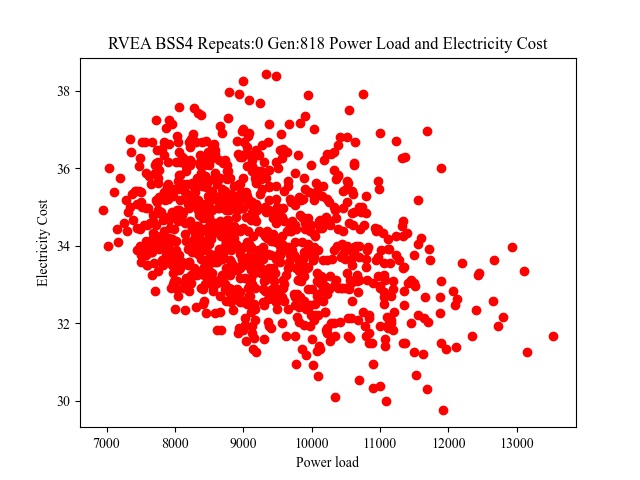 RVEA BSS4 Repeats:0 Gen:818 Power Load and Electricity Cost
38
36
34
32
30
Electricity Cost
7000 8000 9000 10000 11000 12000 13000
Power load